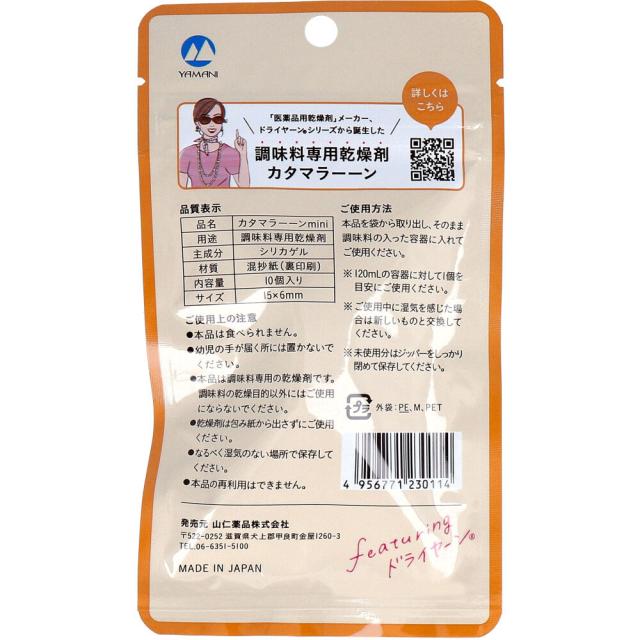 YAMANI
詳しくは
こちら
「医薬品用乾燥剤」メーカー、
ドライヤーン®シリーズから誕生した
調味料専用乾燥剤
カタマラーーン
品質表示
品名 カタマラーーンmini
用途 調味料専用乾燥剤
主成分 シリカゲル
材質 混抄紙(裏印刷)
内容量 10個入り
サイズ 15×6mm
ご使用上の注意
●本品は食べられません。
●幼児の手が届く所には置かないで
ください。
●本品は調味料専用の乾燥剤です。
調味料の乾燥目的以外にはご使用
にならないでください。
●乾燥剤は包み紙から出さずにご使用
ください。
●なるべく湿気のない場所で保存して
ください。
●本品の再利用はできません。
ご使用方法
本品を袋から取り出し、そのまま
調味料の入った容器に入れて
ご使用ください。
※120mLの容器に対して1個を
目安にご使用ください。
※ご使用中に湿気を感じた場
合は新しいものと交換して
ください。
※未使用分はジッパーをしっかり
閉めて保存してください。
プラ 外袋:PE、M、PET
4 956771 230114
発売元 山仁薬品株式会社
〒522-0252 滋賀県犬上郡甲良町金屋1260-3
TEL.06-6351-5100
MADE IN JAPAN
featuring
ドライヤーン®